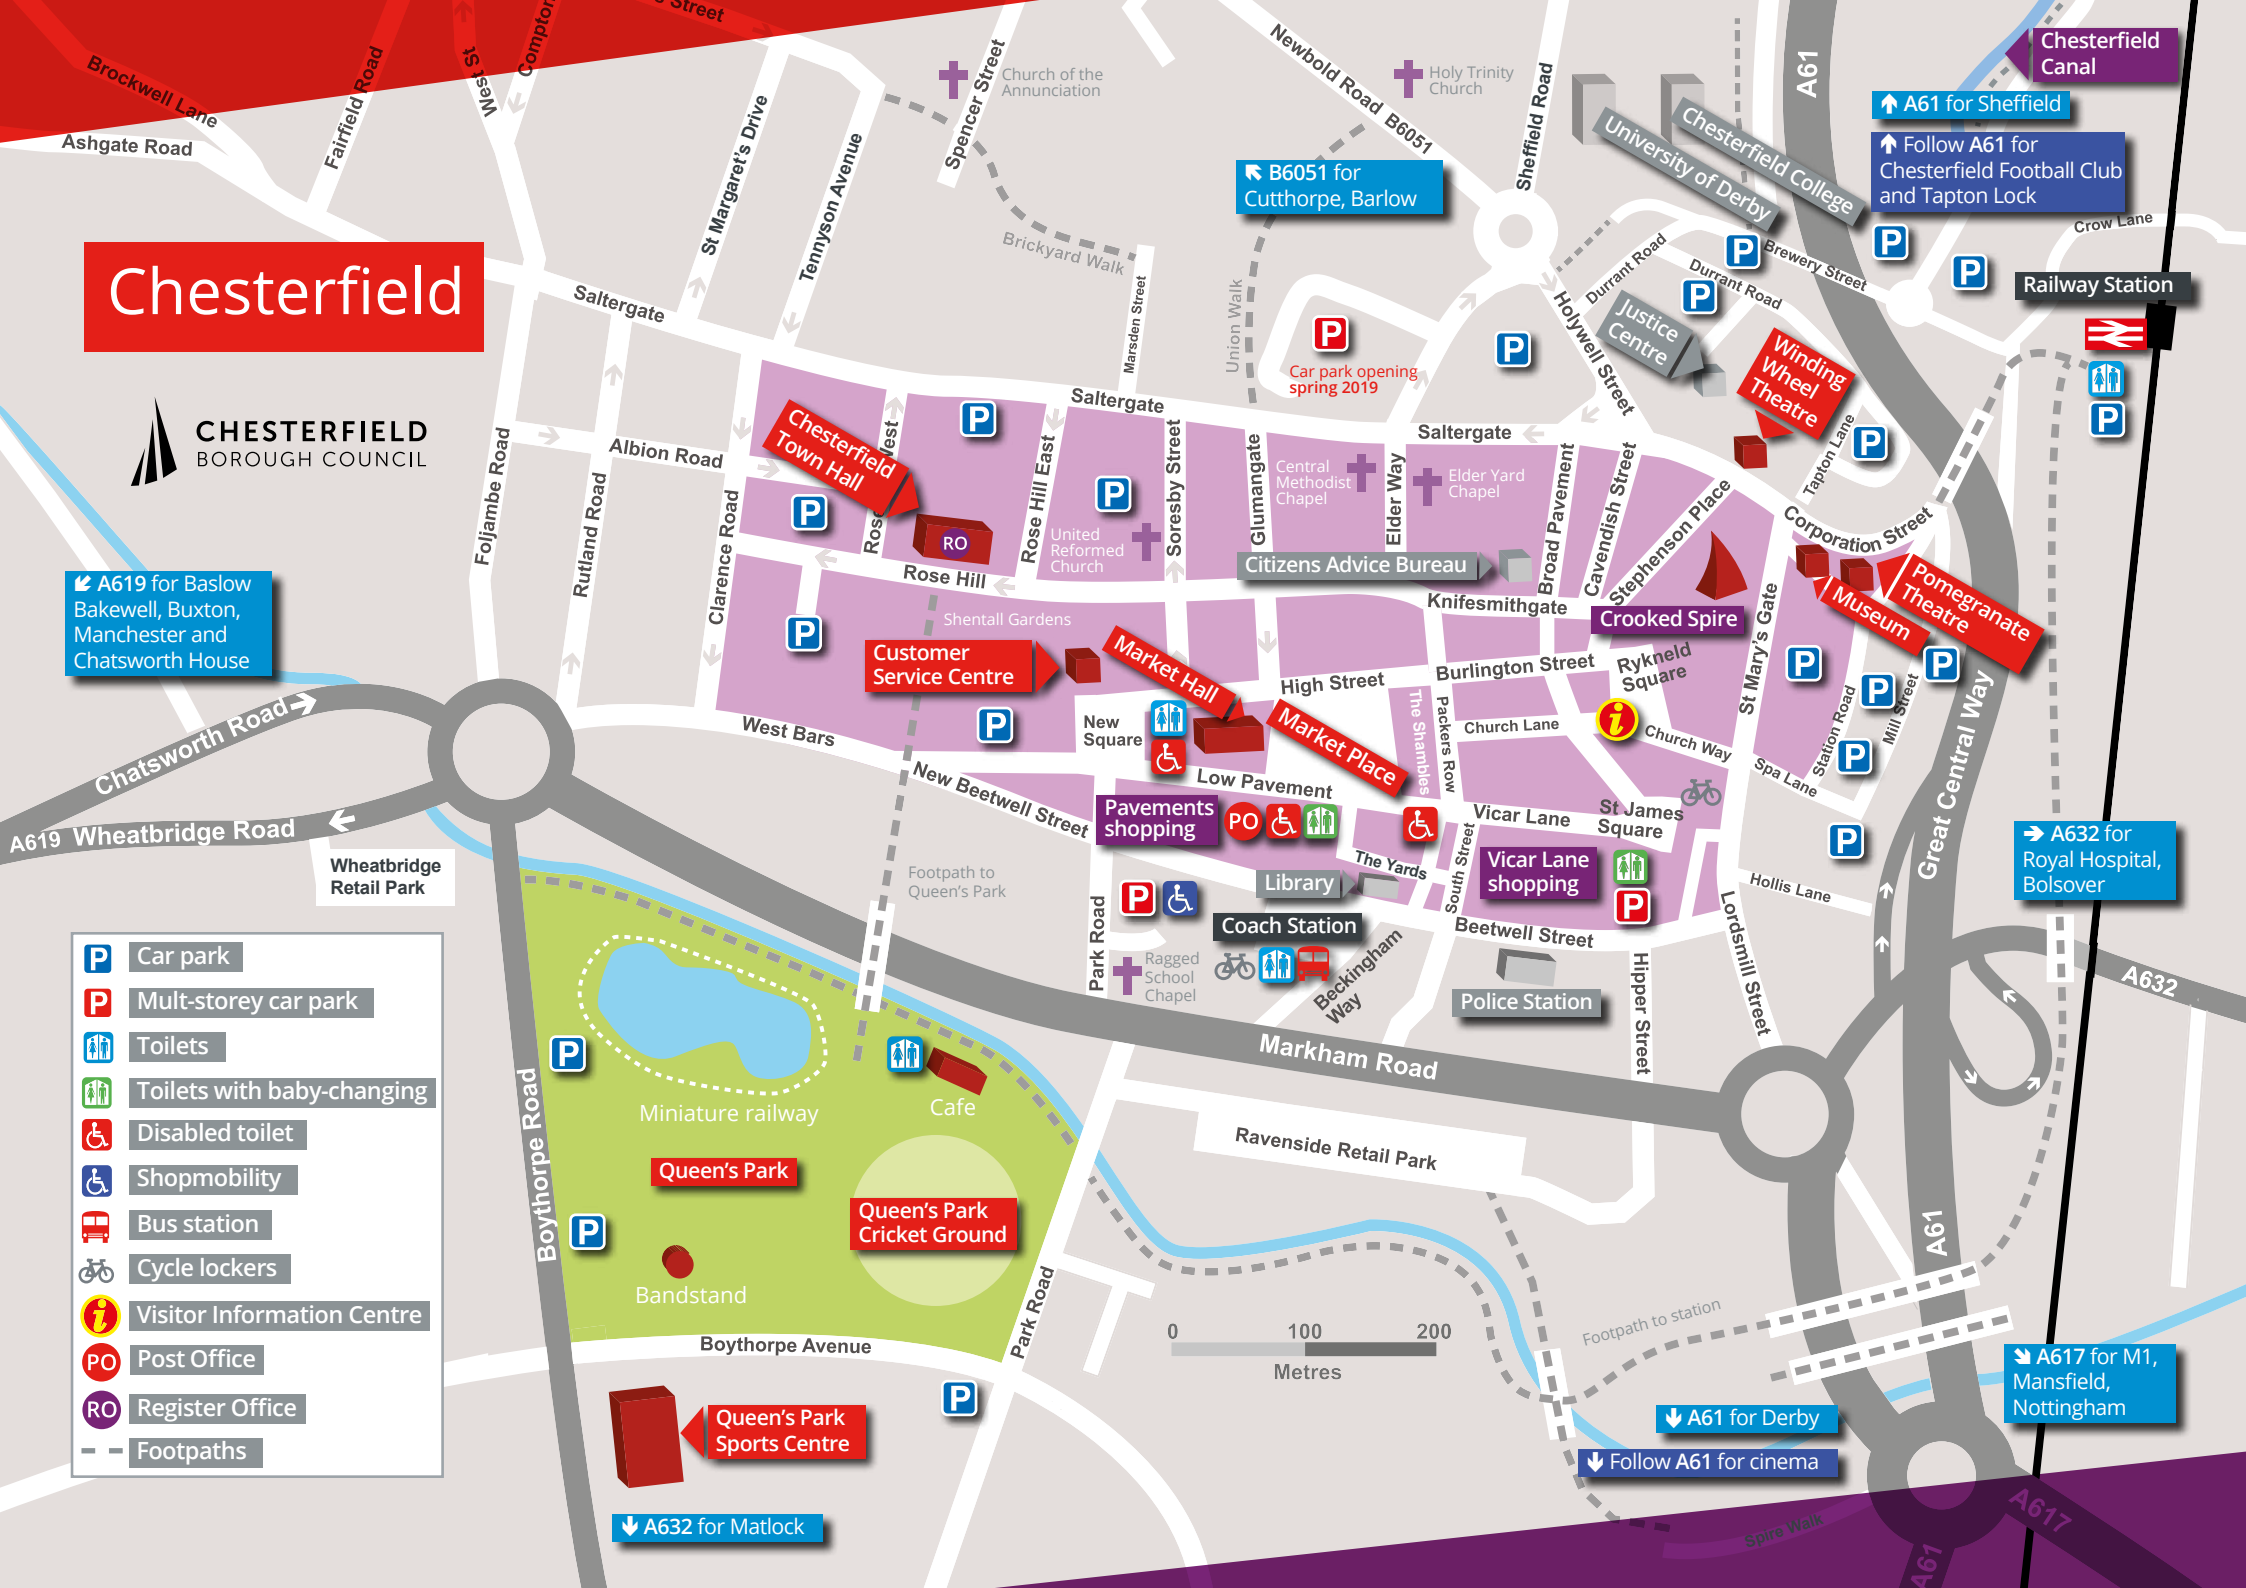 Street
Compton
West St
Brockwell Lane
Fairfield Road
Ashgate Road
Chesterfield
CHESTERFIELD
BOROUGH COUNCIL
Church of the
Annunciation
Spencer Street
St Margaret's Drive
Tennyson Avenue
Brickyard Walk
Marsden Street
Newbold Road B6051
Holy Trinity
Church
Sheffield Road
University of Derby
Chesterfield College
A61
Chesterfield
Canal
A61 for Sheffield
Follow A61 for
Chesterfield Football Club
and Tapton Lock
B6051 for
Cutthorpe, Barlow
Union Walk
Crow Lane
Railway Station
P
P
P
P
P
P
P
Brewery Street
Durrant Road
Durrant Road
Justice
Centre
Holywell Street
Winding
Wheel
Theatre
Tapton Lane
P
Car park opening
spring 2019
P
P
Saltergate
Saltergate
Saltergate
Albion Road
Foljambe Road
Rutland Road
Clarence Road
Chesterfield
Town Hall
Rose
West
RO
P
P
P
Rose Hill East
Rose Hill
United
Reformed
Church
Soresby Street
Glumangate
Central
Methodist
Chapel
Elder Way
Elder Yard
Chapel
Citizens Advice Bureau
Broad Pavement
Cavendish Street
Stephenson Place
Corporation Street
Knifesmithgate
Crooked Spire
St Mary's Gate
Museum
Pomegranate
Theatre
P
P
P
P
P
A619 for Baslow
Bakewell, Buxton,
Manchester and
Chatsworth House
Shentall Gardens
Customer
Service Centre
Market Hall
High Street
Burlington Street
Rykneld
Square
P
P
New
Square
Market Place
The Shambles
Packers Row
Church Lane
i
Church Way
Spa Lane
Station Road
Mill Street
Great Central Way
Chatsworth Road
A619 Wheatbridge Road
West Bars
New Beetwell Street
Low Pavement
Pavements
shopping
PO
Vicar Lane
St James
Square
South Street
The Yards
Vicar Lane
shopping
P
Library
Coach Station
P
Wheatbridge
Retail Park
Footpath to
Queen's Park
Park Road
Ragged
School
Chapel
Beckingham
Way
Beetwell Street
Police Station
Hipper Street
Lordsmill Street
Hollis Lane
A632 for
Royal Hospital,
Bolsover
A632
P
Car park
P
Mult-storey car park
Toilets
Toilets with baby-changing
Disabled toilet
Shopmobility
Bus station
Cycle lockers
i
Visitor Information Centre
PO
Post Office
RO
Register Office
Footpaths
P
Boythorpe Road
Miniature railway
Cafe
Queen's Park
Queen's Park
Cricket Ground
P
Bandstand
Boythorpe Avenue
Park Road
Markham Road
Ravenside Retail Park
0 100 200
Metres
Footpath to station
A61
Queen's Park
Sports Centre
P
A632 for Matlock
A61 for Derby
Follow A61 for cinema
A617 for M1,
Mansfield,
Nottingham
A617
Spire Walk
A61